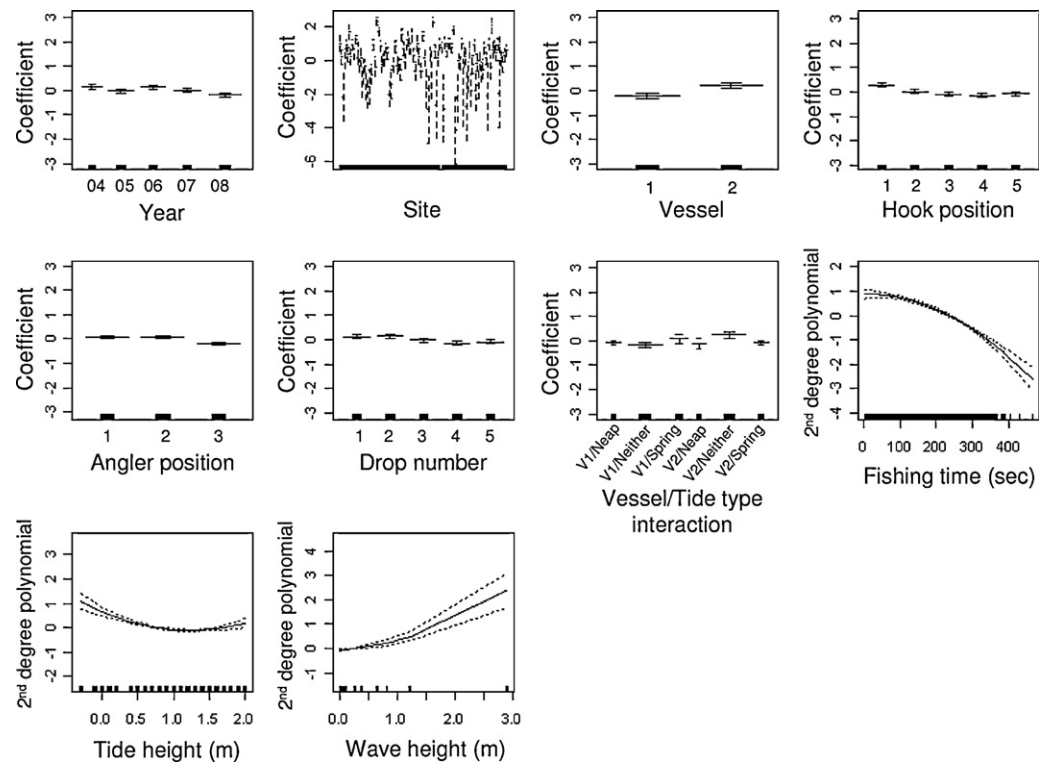 Coefficient
3
2
1
0
-1
-2
-3
04 05 06 07 08
Year
Coefficient
2
0
-2
-4
-6
Site
Coefficient
3
2
1
0
-1
-2
-3
1 2
Vessel
Coefficient
3
2
1
0
-1
-2
-3
1 2 3 4 5
Hook position
Coefficient
3
2
1
0
-1
-2
-3
1 2 3
Angler position
Coefficient
3
2
1
0
-1
-2
-3
1 2 3 4 5
Drop number
Coefficient
3
2
1
0
-1
-2
-3
V1/Neap V1/Neither V1/Spring V2/Neap V2/Neither V2/Spring
Vessel/Tide type
interaction
2nd degree polynomial
2
1
0
-1
-2
-3
-4
0 100 200 300 400
Fishing time (sec)
2nd degree polynomial
3
2
1
0
-1
-2
0.0 0.5 1.0 1.5 2.0
Tide height (m)
2nd degree polynomial
4
3
2
1
0
-1
0.0 1.0 2.0 3.0
Wave height (m)